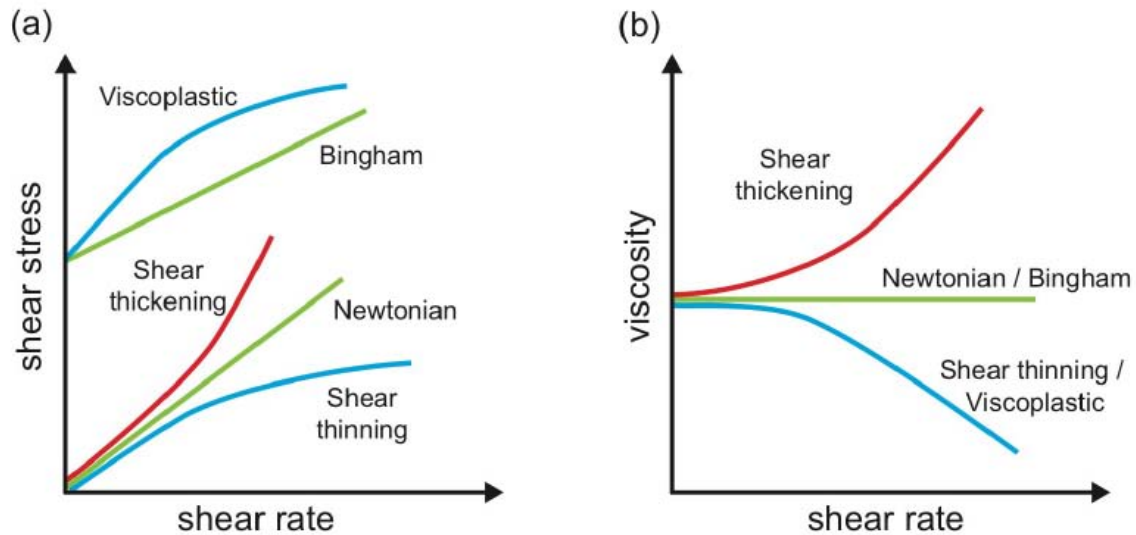 (a)
Viscoplastic
Bingham
Shear
thickening
Newtonian
Shear
thinning
shear stress
shear rate
(b)
Shear
thickening
Newtonian / Bingham
Shear thinning /
Viscoplastic
viscosity
shear rate